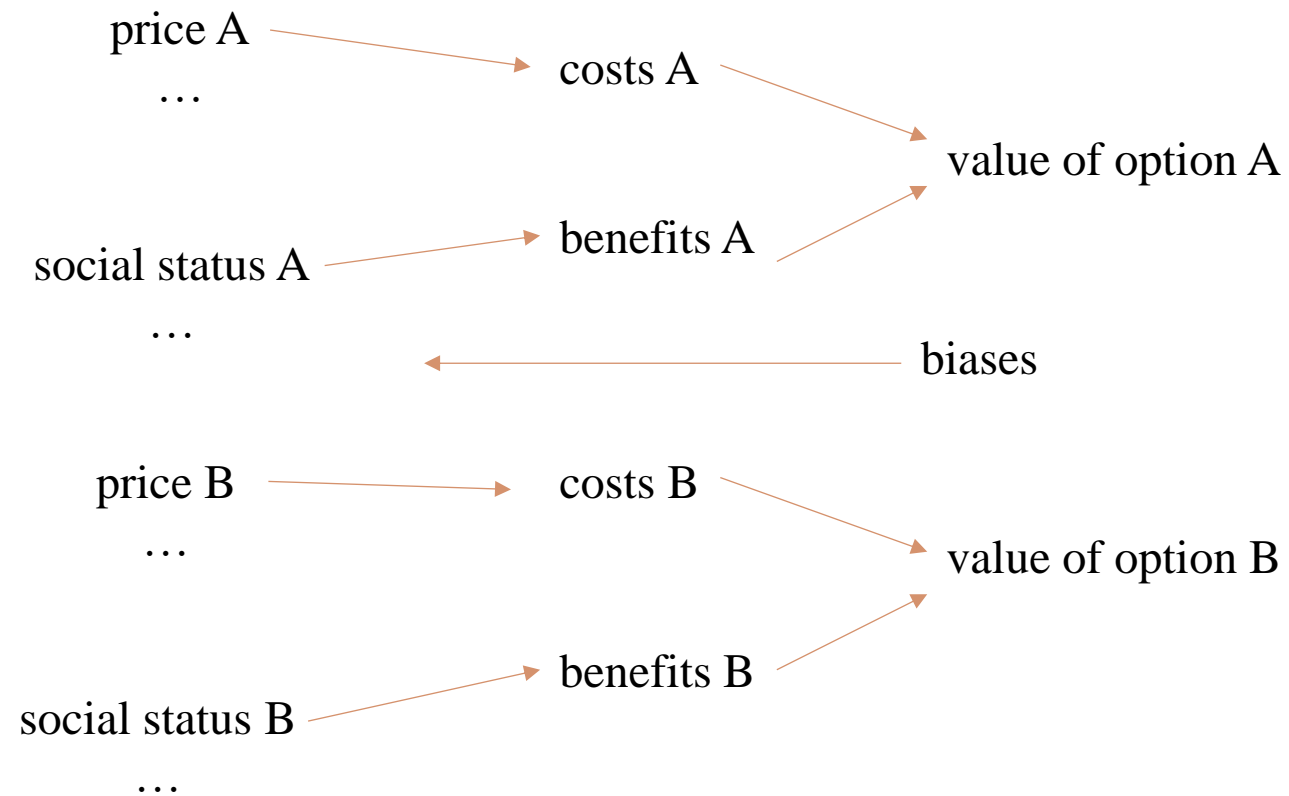 price A
…
costs A
value of option A
benefits A
social status A
…
biases
price B
…
costs B
value of option B
benefits B
social status B
…